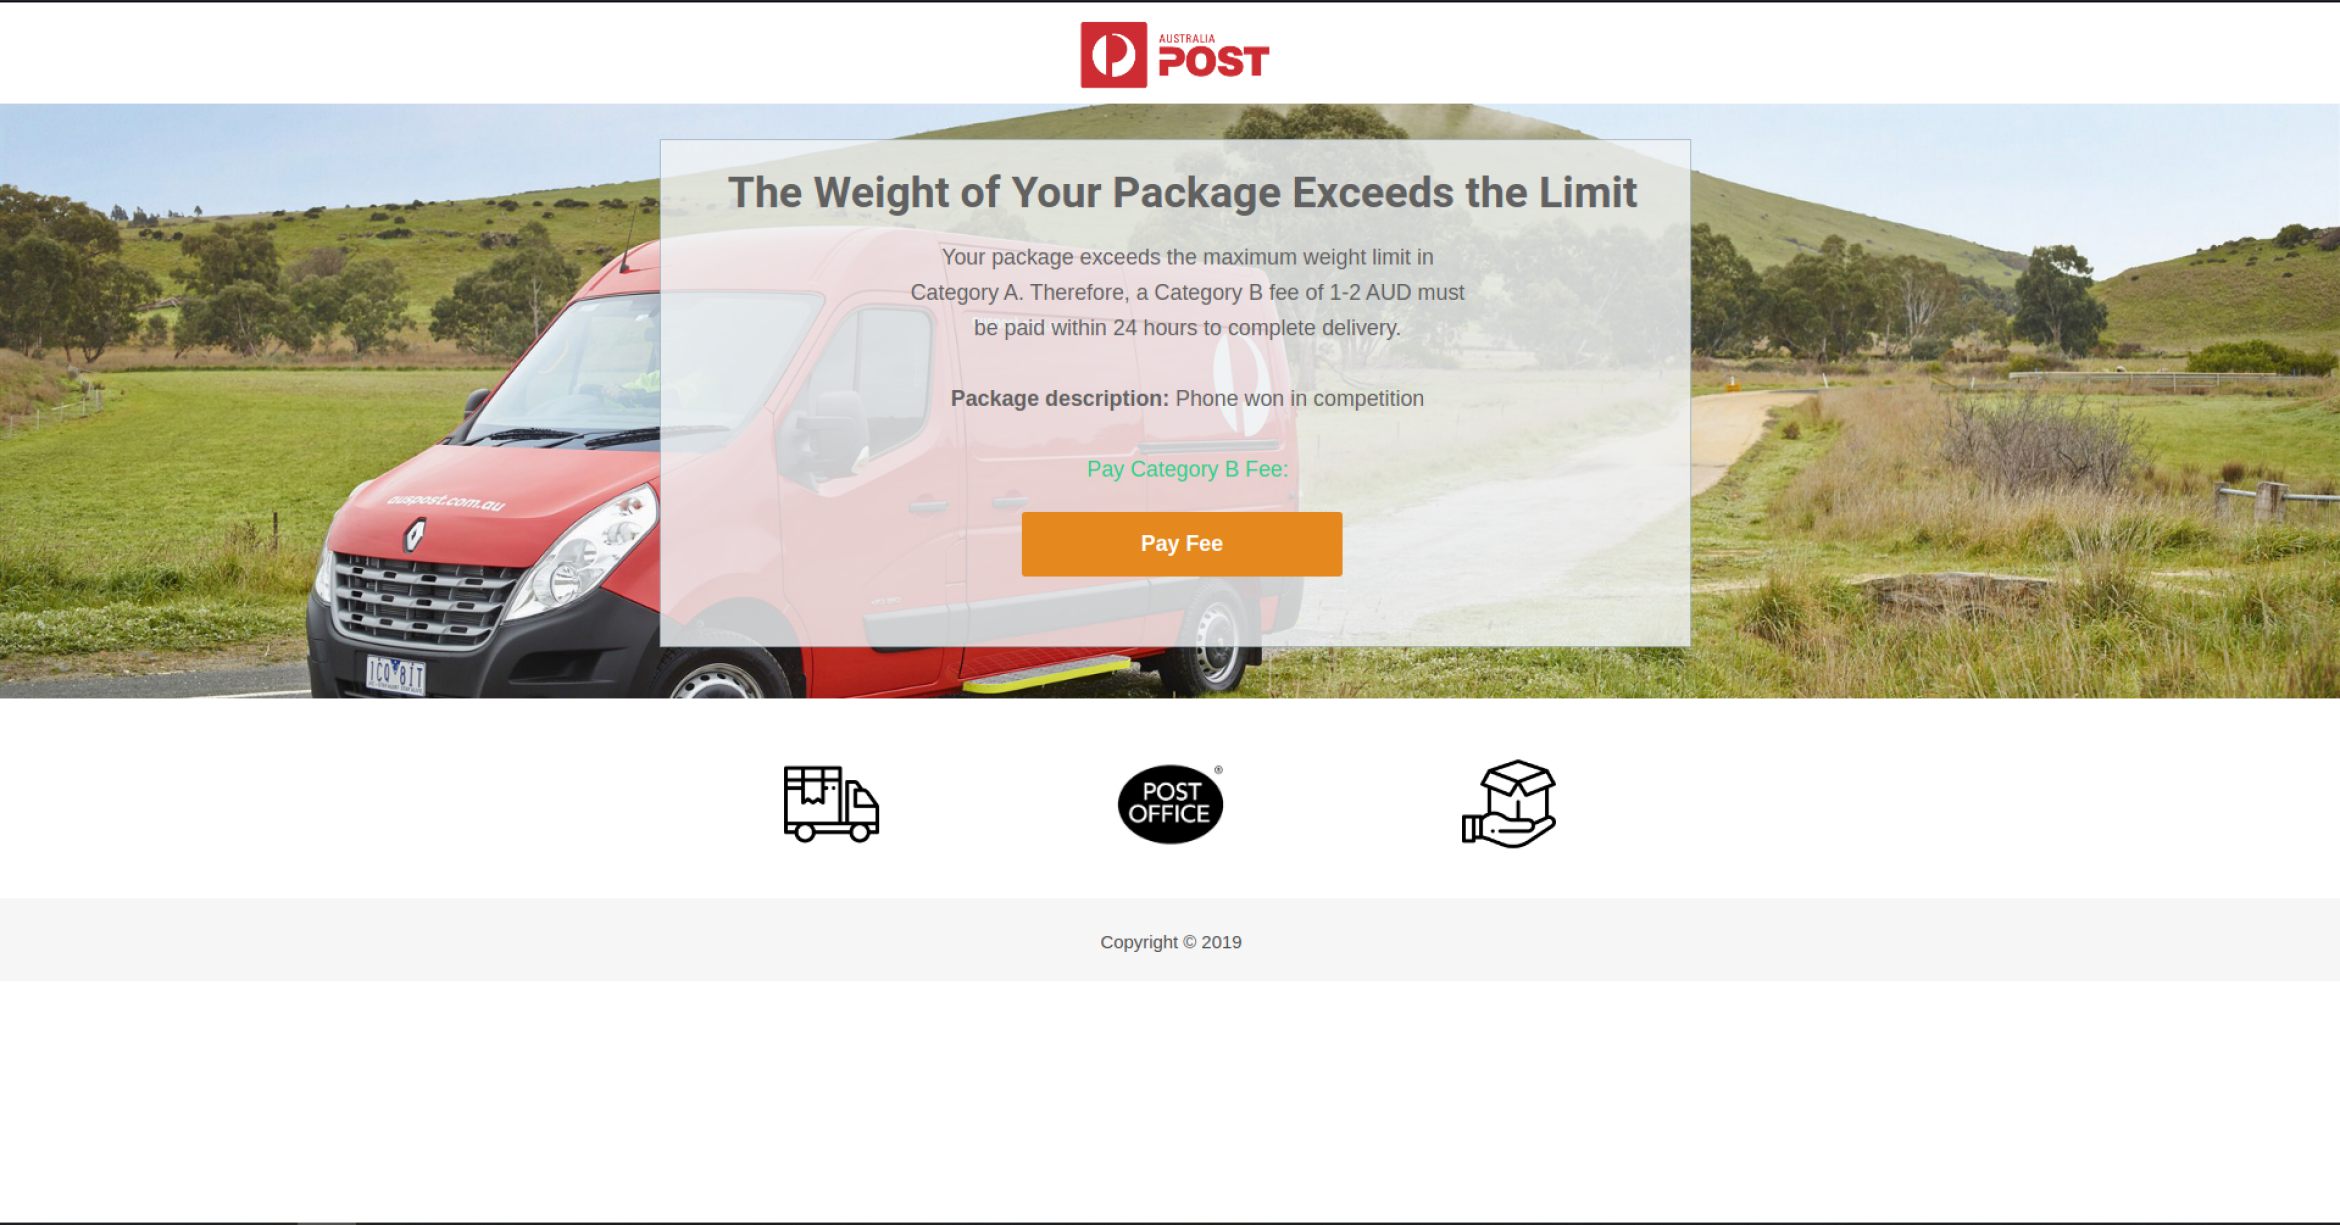 AUSTRALIA
POST
The Weight of Your Package Exceeds the Limit
Your package exceeds the maximum weight limit in
Category A. Therefore, a Category B fee of 1-2 AUD must
be paid within 24 hours to complete delivery.
Package description: Phone won in competition
Pay Category B Fee:
auspost.com.au
Pay Fee
1CQ 8IT
POST
OFFICE
®
Copyright © 2019